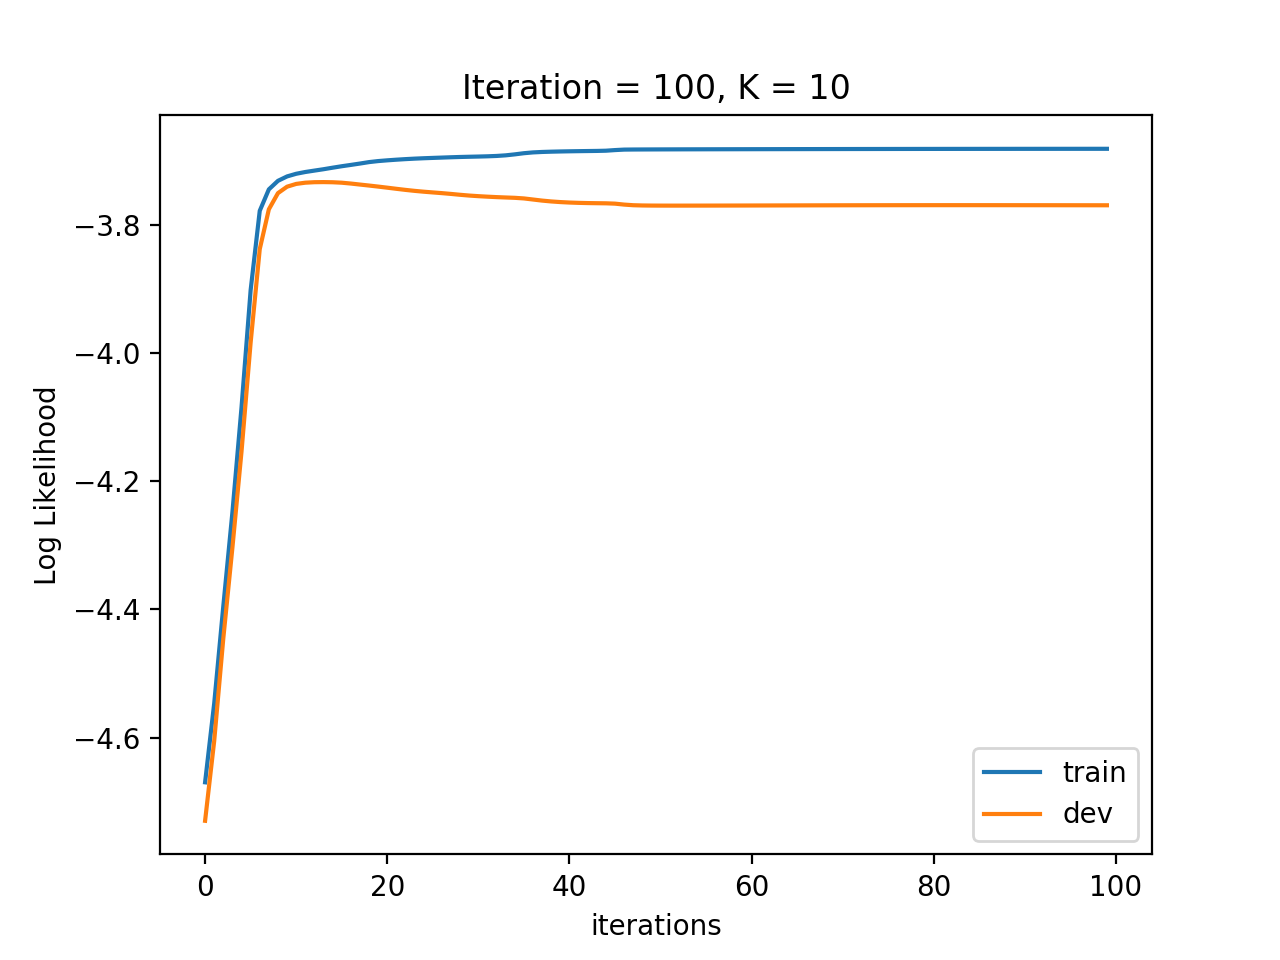 Iteration = 100, K = 10
Log Likelihood
−3.8
−4.0
−4.2
−4.4
−4.6
0 20 40 60 80 100
iterations
train
dev